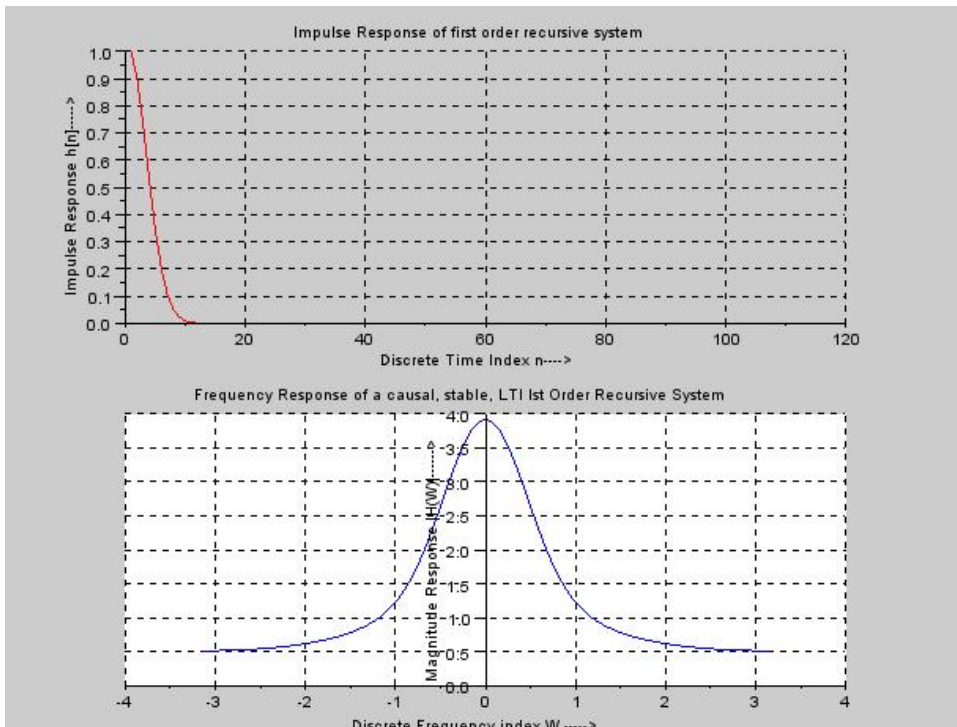 Impulse Response of first order recursive system
Impulse Response h[n]----->
1.0
0.9
0.8
0.7
0.6
0.5
0.4
0.3
0.2
0.1
0.0
0 20 40 60 80 100 120
Discrete Time Index n---->
Frequency Response of a causal, stable, LTI Ist Order Recursive System
Magnitude Response |H(W)|----->
4.0
3.5
3.0
2.5
2.0
1.5
1.0
0.5
0.0
-4 -3 -2 -1 0 1 2 3 4
Discrete Frequency index W ----->